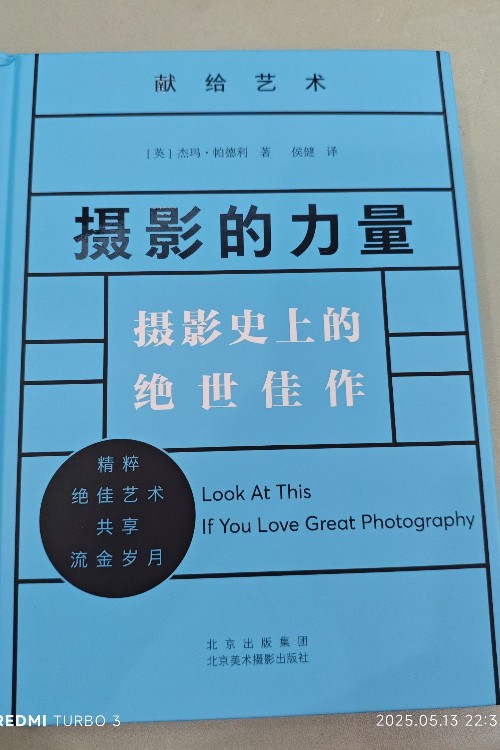 献给艺术
[英]杰玛·帕德利 著 侯健 译
摄影的力量
摄影史上的
绝世佳作
精粹
绝佳艺术
共享
流金岁月
Look At This
If You Love Great Photography
北京出版集团
北京美术摄影出版社
REDMI TURBO 3
2025.05.13 22:3